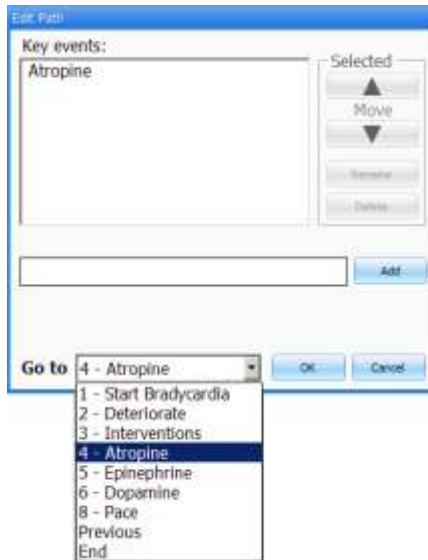 Edit Path
Key events:
Atropine
Selected
Move
Rename
Delete
Add
Go to 4 - Atropine
OK
Cancel
1 - Start Bradycardia
2 - Deteriorate
3 - Interventions
4 - Atropine
5 - Epinephrine
6 - Dopamine
8 - Pace
Previous
End